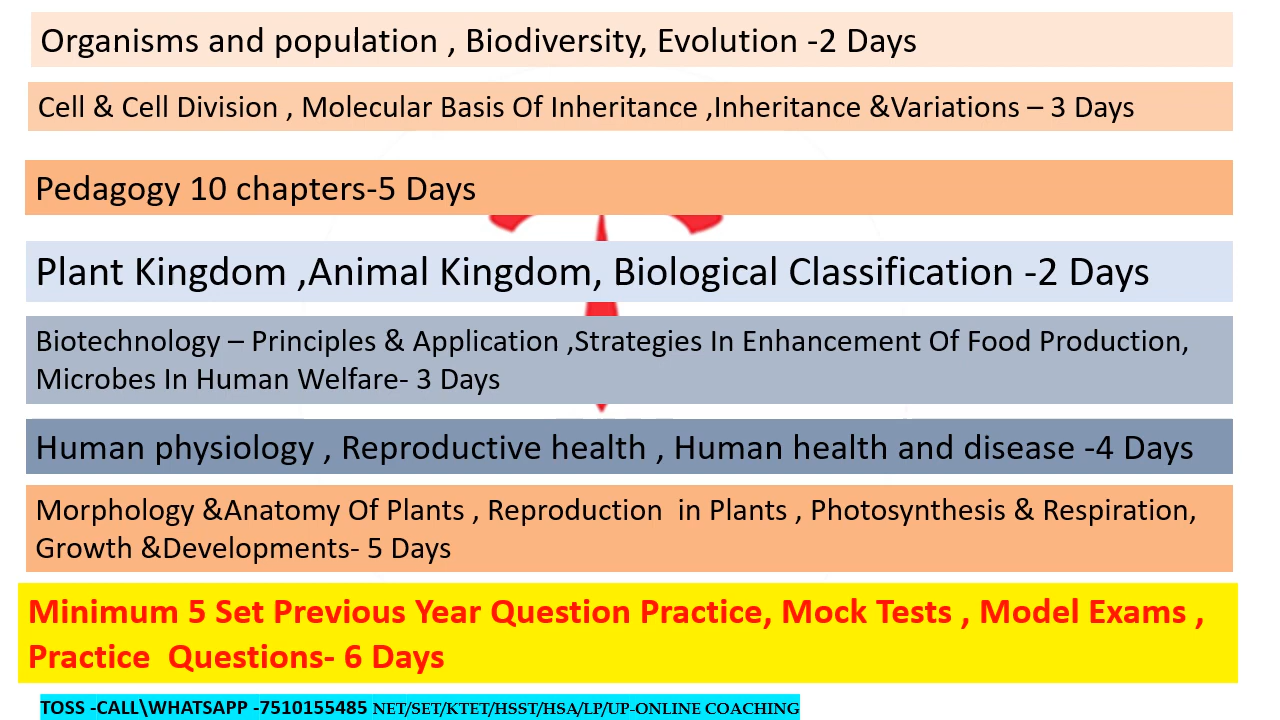 Organisms and population , Biodiversity, Evolution -2 Days
Cell & Cell Division , Molecular Basis Of Inheritance ,Inheritance &Variations – 3 Days
Pedagogy 10 chapters-5 Days
Plant Kingdom ,Animal Kingdom, Biological Classification -2 Days
Biotechnology – Principles & Application ,Strategies In Enhancement Of Food Production,
Microbes In Human Welfare- 3 Days
Human physiology , Reproductive health , Human health and disease -4 Days
Morphology &Anatomy Of Plants , Reproduction  in Plants , Photosynthesis & Respiration,
Growth &Developments- 5 Days
Minimum 5 Set Previous Year Question Practice, Mock Tests , Model Exams ,
Practice  Questions- 6 Days
TOSS -CALL\WHATSAPP -7510155485 NET/SET/KTET/HSST/HSA/LP/UP-ONLINE COACHING